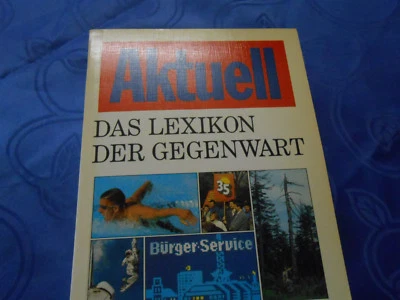 Aktuell
DAS LEXIKON
DER GEGENWART
35
Bürger-Service